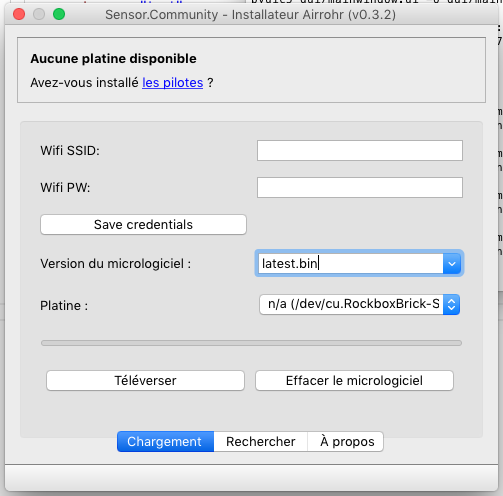 Sensor.Community - Installateur Airrohr (v0.3.2)
Aucune platine disponible
Avez-vous installé les pilotes ?
Wifi SSID:
Wifi PW:
Save credentials
Version du micrologiciel : latest.bin
Platine : n/a (/dev/cu.RockboxBrick-S
Téléverser Effacer le micrologiciel
Chargement Rechercher À propos